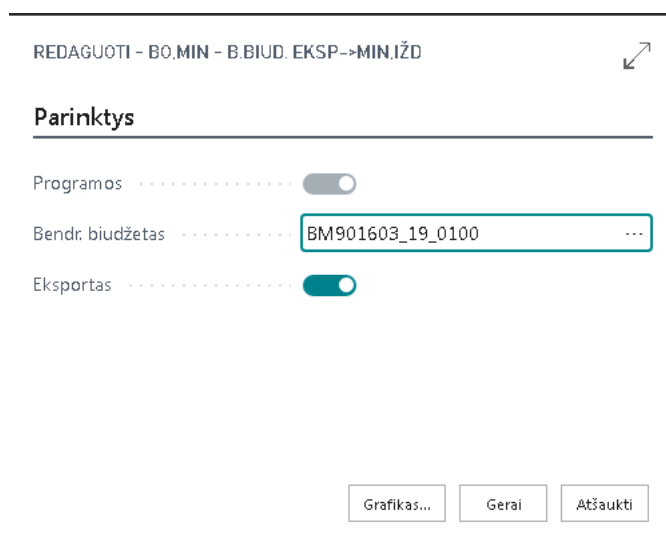 REDAGUOTI – BO,MIN – B.BIUD. EKSP–>MIN,IŽD
Parinktys
Programos
Bendr. biudžetas BM901603_19_0100 ...
Eksportas
Grafikas... Gerai Atšaukti